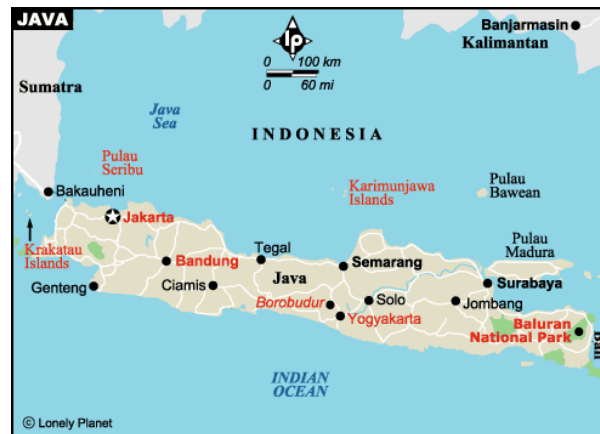 JAVA
Banjarmasin
Kalimantan
lp
0 100 km
0 60 mi
Sumatra
Java
Sea
INDONESIA
Pulau
Seribu
Bakauheni
Karimunjawa
Islands
Pulau
Bawean
Jakarta
Krakatau
Islands
Tegal
Pulau
Madura
Bandung
Java
Semarang
Genteng
Ciamis
Surabaya
Borobudur
Solo
Jombang
Yogyakarta
Baluran
National Park
Bali
INDIAN
OCEAN
© Lonely Planet